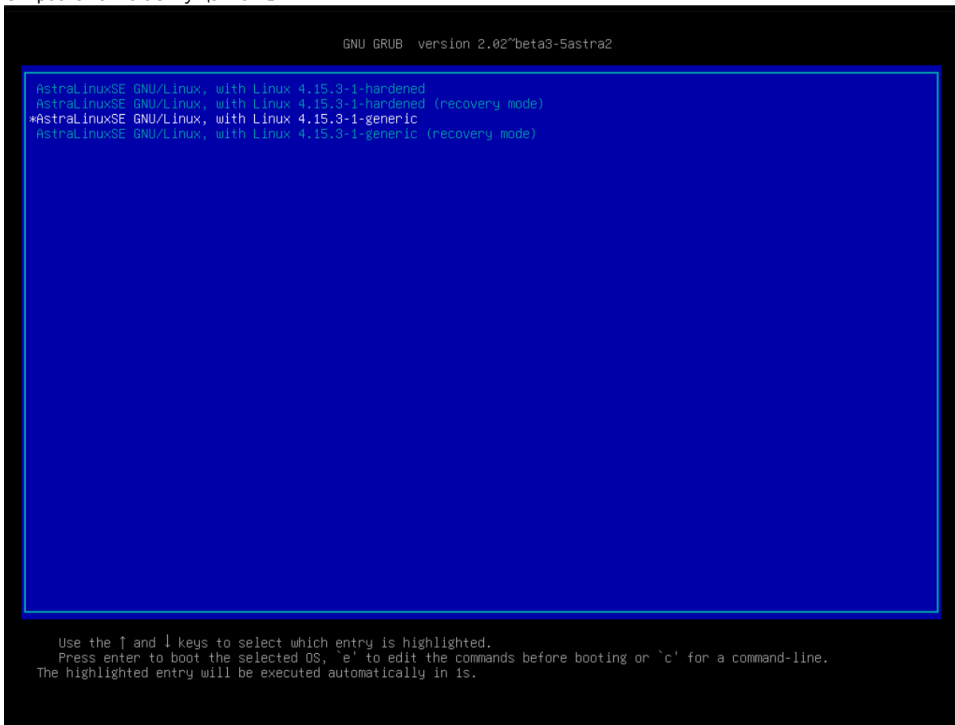 GNU GRUB  version 2.02~beta3-5astra2
AstraLinuxSE GNU/Linux, with Linux 4.15.3-1-hardened
AstraLinuxSE GNU/Linux, with Linux 4.15.3-1-hardened (recovery mode)
*AstraLinuxSE GNU/Linux, with Linux 4.15.3-1-generic
AstraLinuxSE GNU/Linux, with Linux 4.15.3-1-generic (recovery mode)
Use the ↑ and ↓ keys to select which entry is highlighted.
Press enter to boot the selected OS, `e' to edit the commands before booting or `c' for a command-line.
The highlighted entry will be executed automatically in 1s.